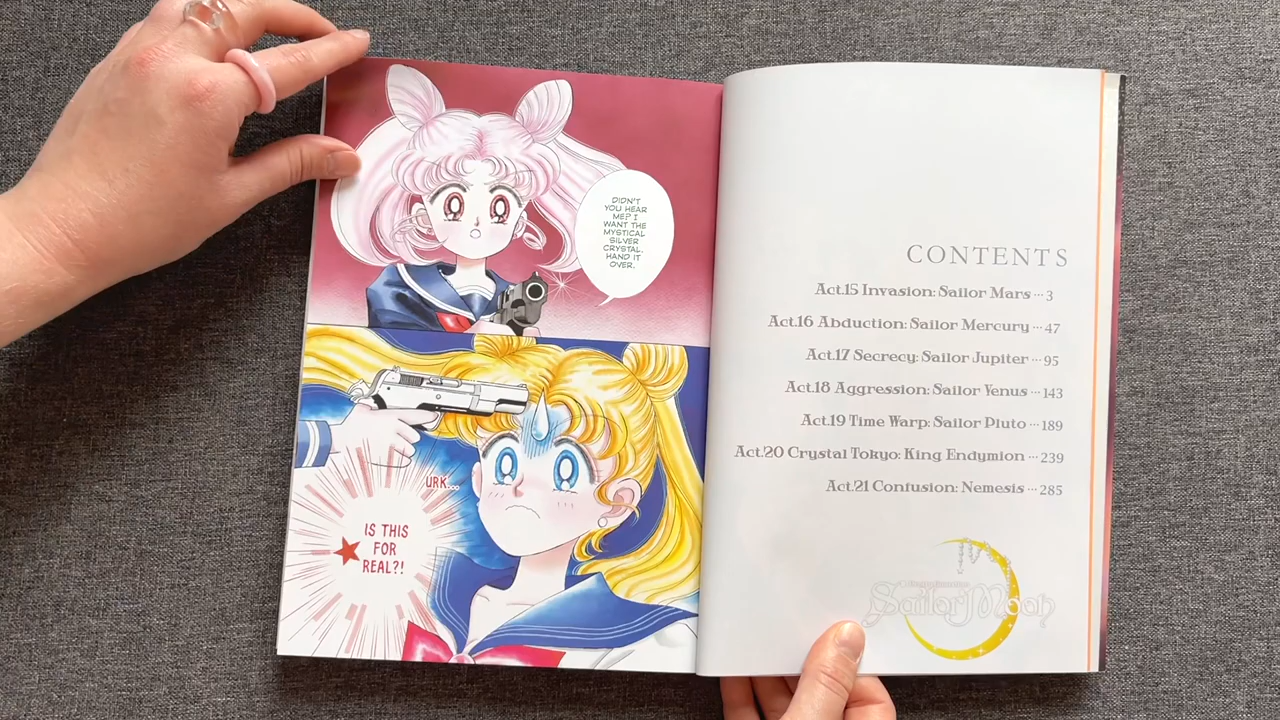 DIDN'T
YOU HEAR
ME? I
WANT THE
MYSTICAL
SILVER
CRYSTAL.
HAND IT
OVER.
URK...
IS THIS
FOR
REAL?!
CONTENTS
Act.15 Invasion: Sailor Mars ··· 3
Act.16 Abduction: Sailor Mercury ··· 47
Act.17 Secrecy: Sailor Jupiter ··· 95
Act.18 Aggression: Sailor Venus ··· 143
Act.19 Time Warp: Sailor Pluto ··· 189
Act.20 Crystal Tokyo: King Endymion ··· 239
Act.21 Confusion: Nemesis ··· 285
Sailor Moon